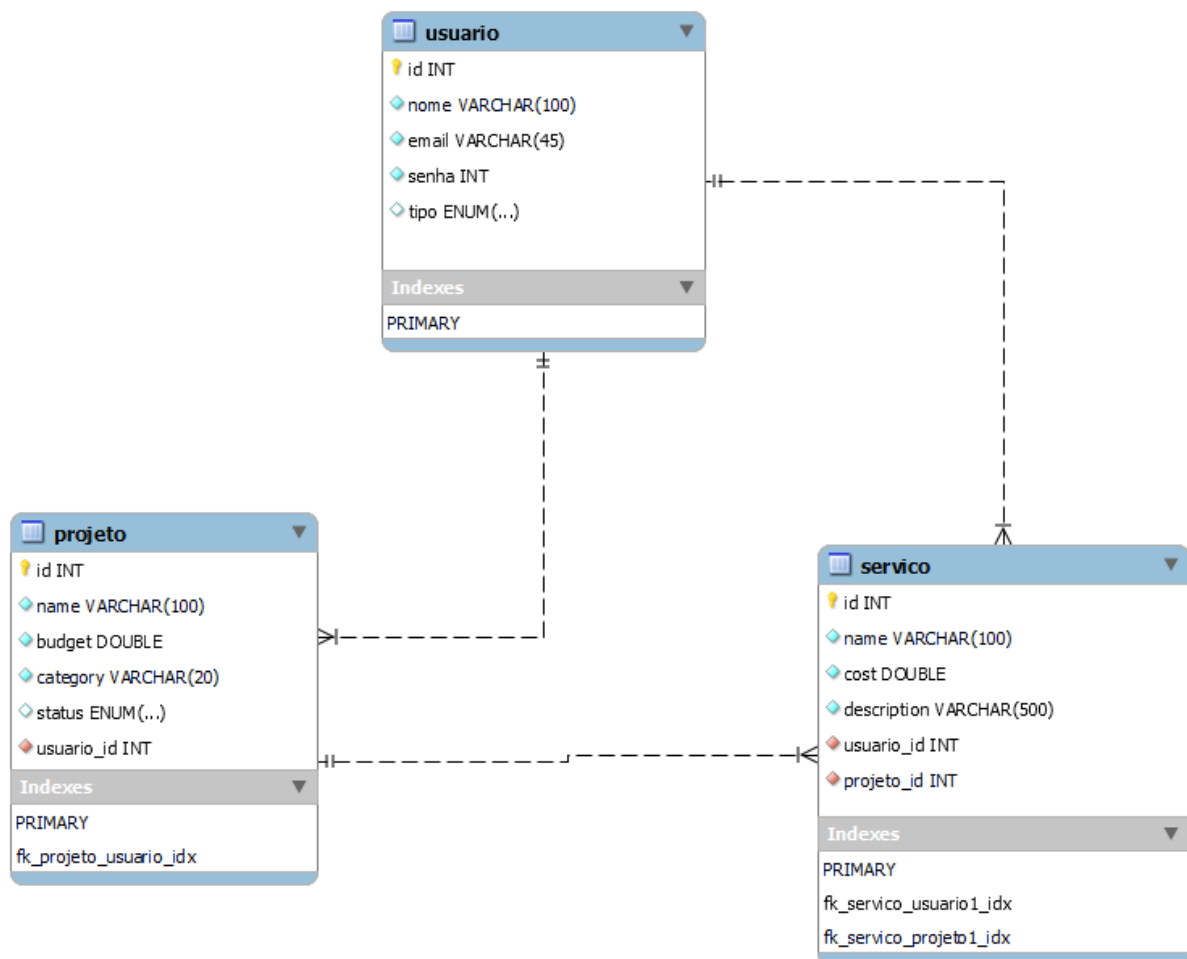 usuario
id INT
nome VARCHAR(100)
email VARCHAR(45)
senha INT
tipo ENUM(...)
Indexes
PRIMARY
projeto
id INT
name VARCHAR(100)
budget DOUBLE
category VARCHAR(20)
status ENUM(...)
usuario_id INT
Indexes
PRIMARY
fk_projeto_usuario_idx
servico
id INT
name VARCHAR(100)
cost DOUBLE
description VARCHAR(500)
usuario_id INT
projeto_id INT
Indexes
PRIMARY
fk_servico_usuario1_idx
fk_servico_projeto1_idx